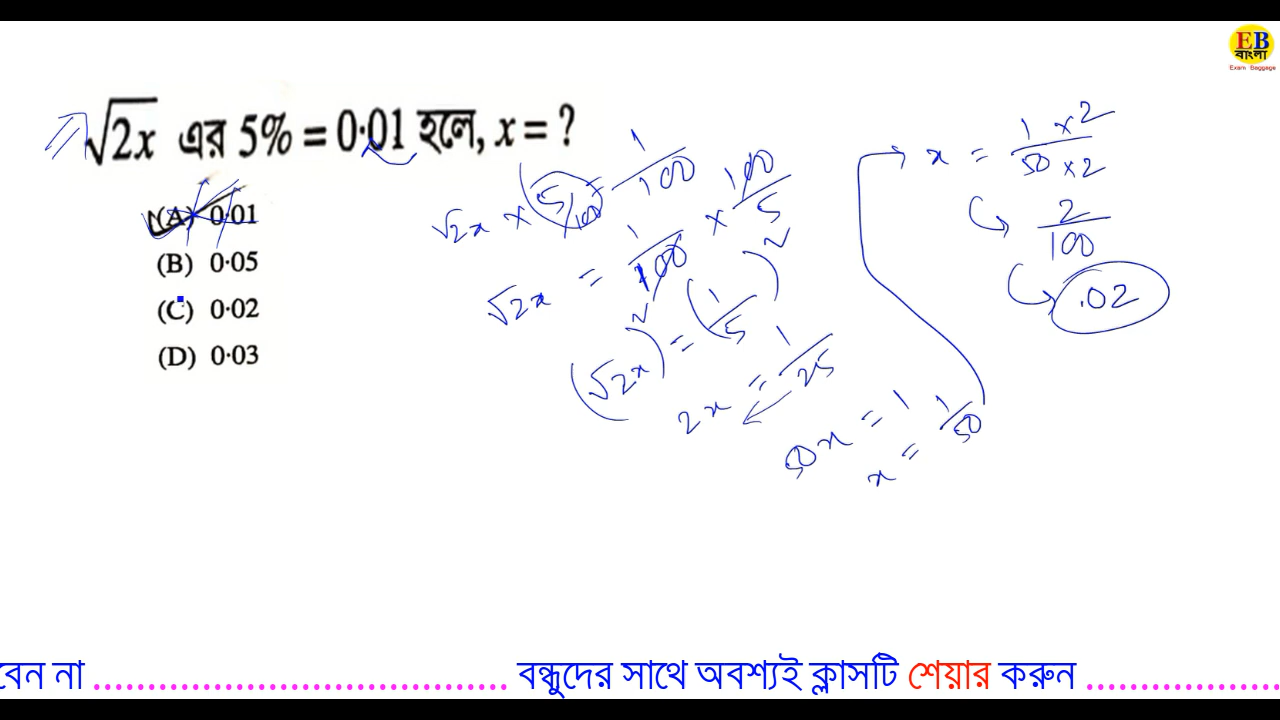 EB
বাংলা
Exam Baggage
√2x এর 5% = 0·01 হলে, x = ?
(A) 0·01
(B) 0·05
(C) 0·02
(D) 0·03
√2x × 5/100 = 1/100
√2x = 1/100 × 100/5
(√2x)² = (1/5)²
2x = 1/25
50x = 1
x = 1/50
x = 1×2/50×2
2/100
.02
বেন না ................................... বন্ধুদের সাথে অবশ্যই ক্লাসটি শেয়ার করুন ................